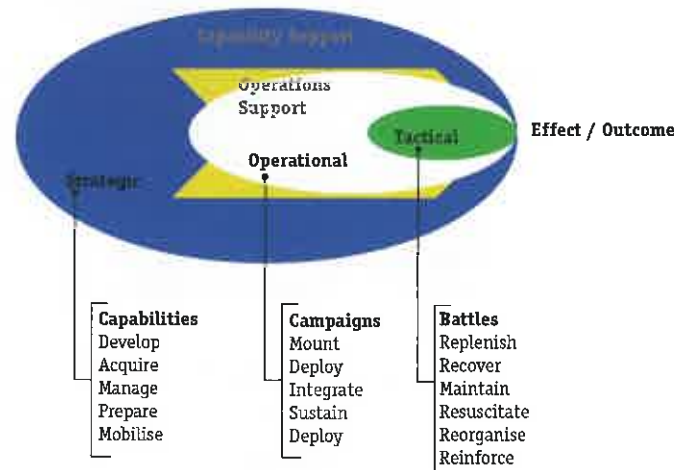 Capability Support
Operations
Support
Tactical
Effect / Outcome
Operational
Strategic
Capabilities
Develop
Acquire
Manage
Prepare
Mobilise
Campaigns
Mount
Deploy
Integrate
Sustain
Deploy
Battles
Replenish
Recover
Maintain
Resuscitate
Reorganise
Reinforce